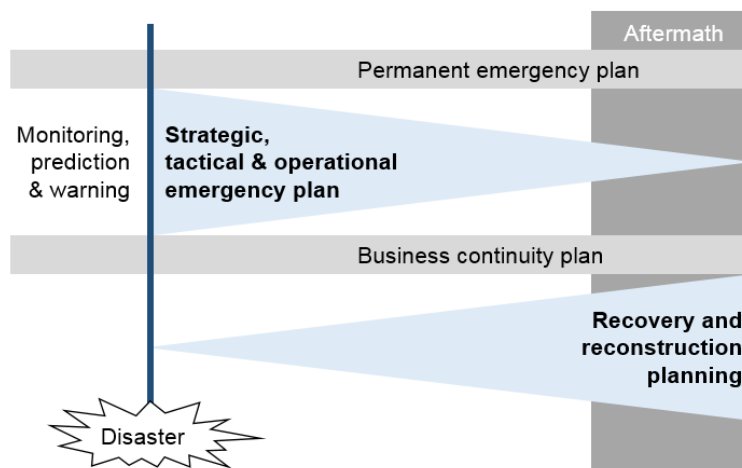 Aftermath
Permanent emergency plan
Monitoring,
prediction
& warning
Strategic,
tactical & operational
emergency plan
Business continuity plan
Recovery and
reconstruction
planning
Disaster